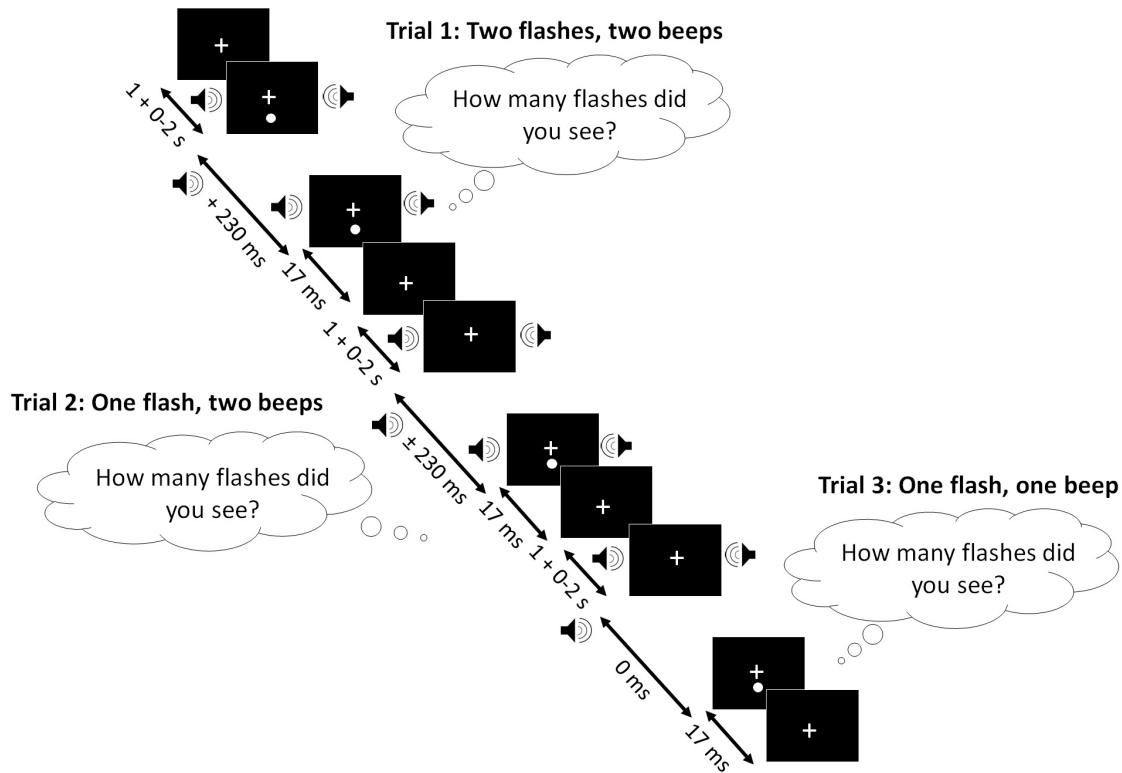 Trial 1: Two flashes, two beeps
How many flashes did
you see?
1 + 0-2 s
+ 230 ms
17 ms
1 + 0-2 s
Trial 2: One flash, two beeps
How many flashes did
you see?
± 230 ms
17 ms
1 + 0-2 s
Trial 3: One flash, one beep
How many flashes did
you see?
0 ms
17 ms